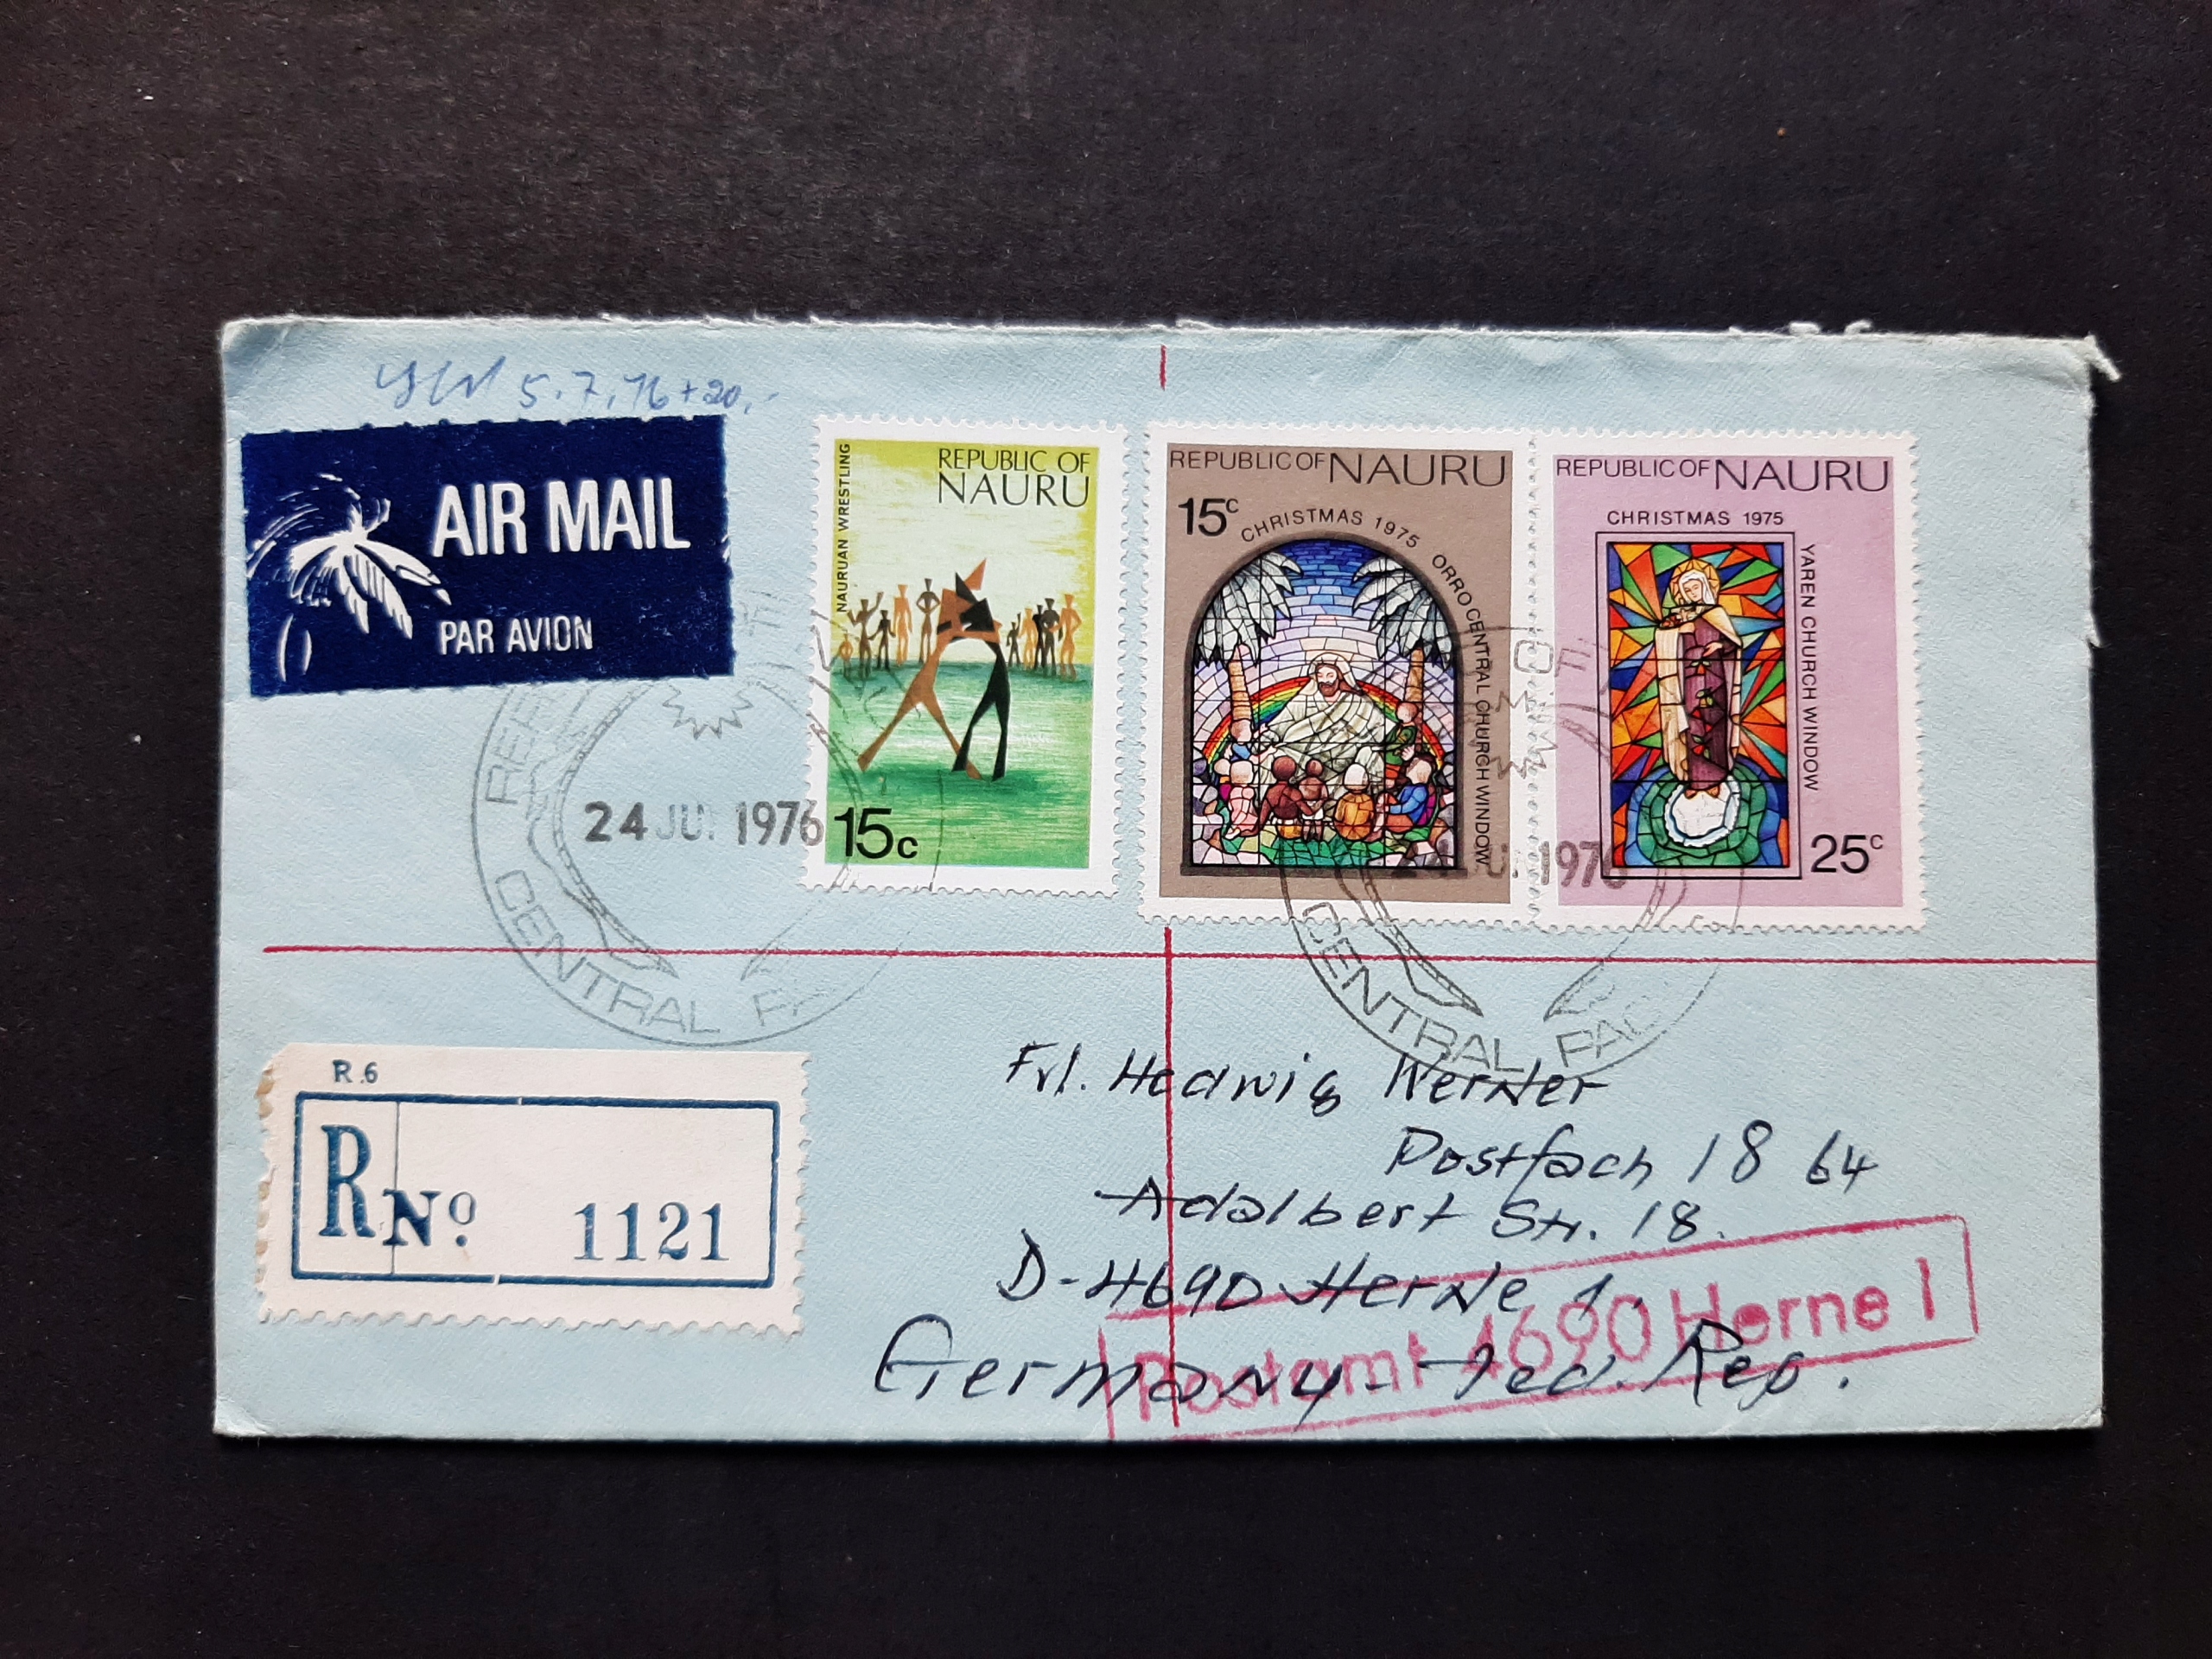 5.7.76 +20,-
AIR MAIL
PAR AVION
NAURUAN WRESTLING
REPUBLIC OF
NAURU
15c
REPUBLIC OF NAURU
15c
CHRISTMAS 1975 ORRO CENTRAL CHURCH WINDOW
REPUBLIC OF NAURU
CHRISTMAS 1975
YAREN CHURCH WINDOW
25c
24 1976
CENTRAL
1976
OF
CENTRAL
R.6
R No 1121
Frl. Hedwig Werner
Postfach 18 64
Adalbert Str. 18.
D-4690 Herne 1.
Germany - Fed. Rep.
Postamt 4690 Herne 1